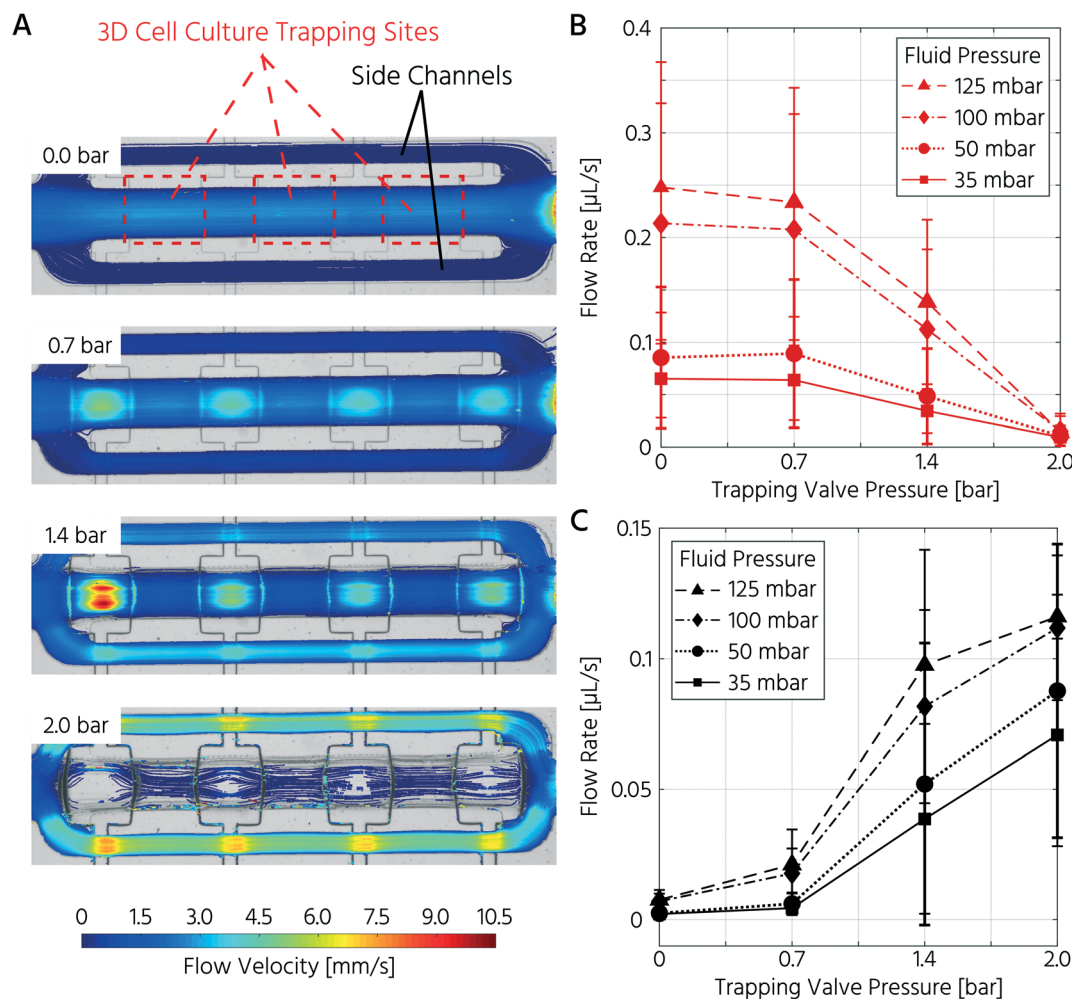 A
3D Cell Culture Trapping Sites
Side Channels
0.0 bar
0.7 bar
1.4 bar
2.0 bar
0 1.5 3.0 4.5 6.0 7.5 9.0 10.5
Flow Velocity [mm/s]
B
Flow Rate [µL/s]
0.4
0.3
0.2
0.1
0
0 0.7 1.4 2.0
Trapping Valve Pressure [bar]
Fluid Pressure
125 mbar
100 mbar
50 mbar
35 mbar
C
Flow Rate [µL/s]
0.15
0.1
0.05
0
0 0.7 1.4 2.0
Trapping Valve Pressure [bar]
Fluid Pressure
125 mbar
100 mbar
50 mbar
35 mbar